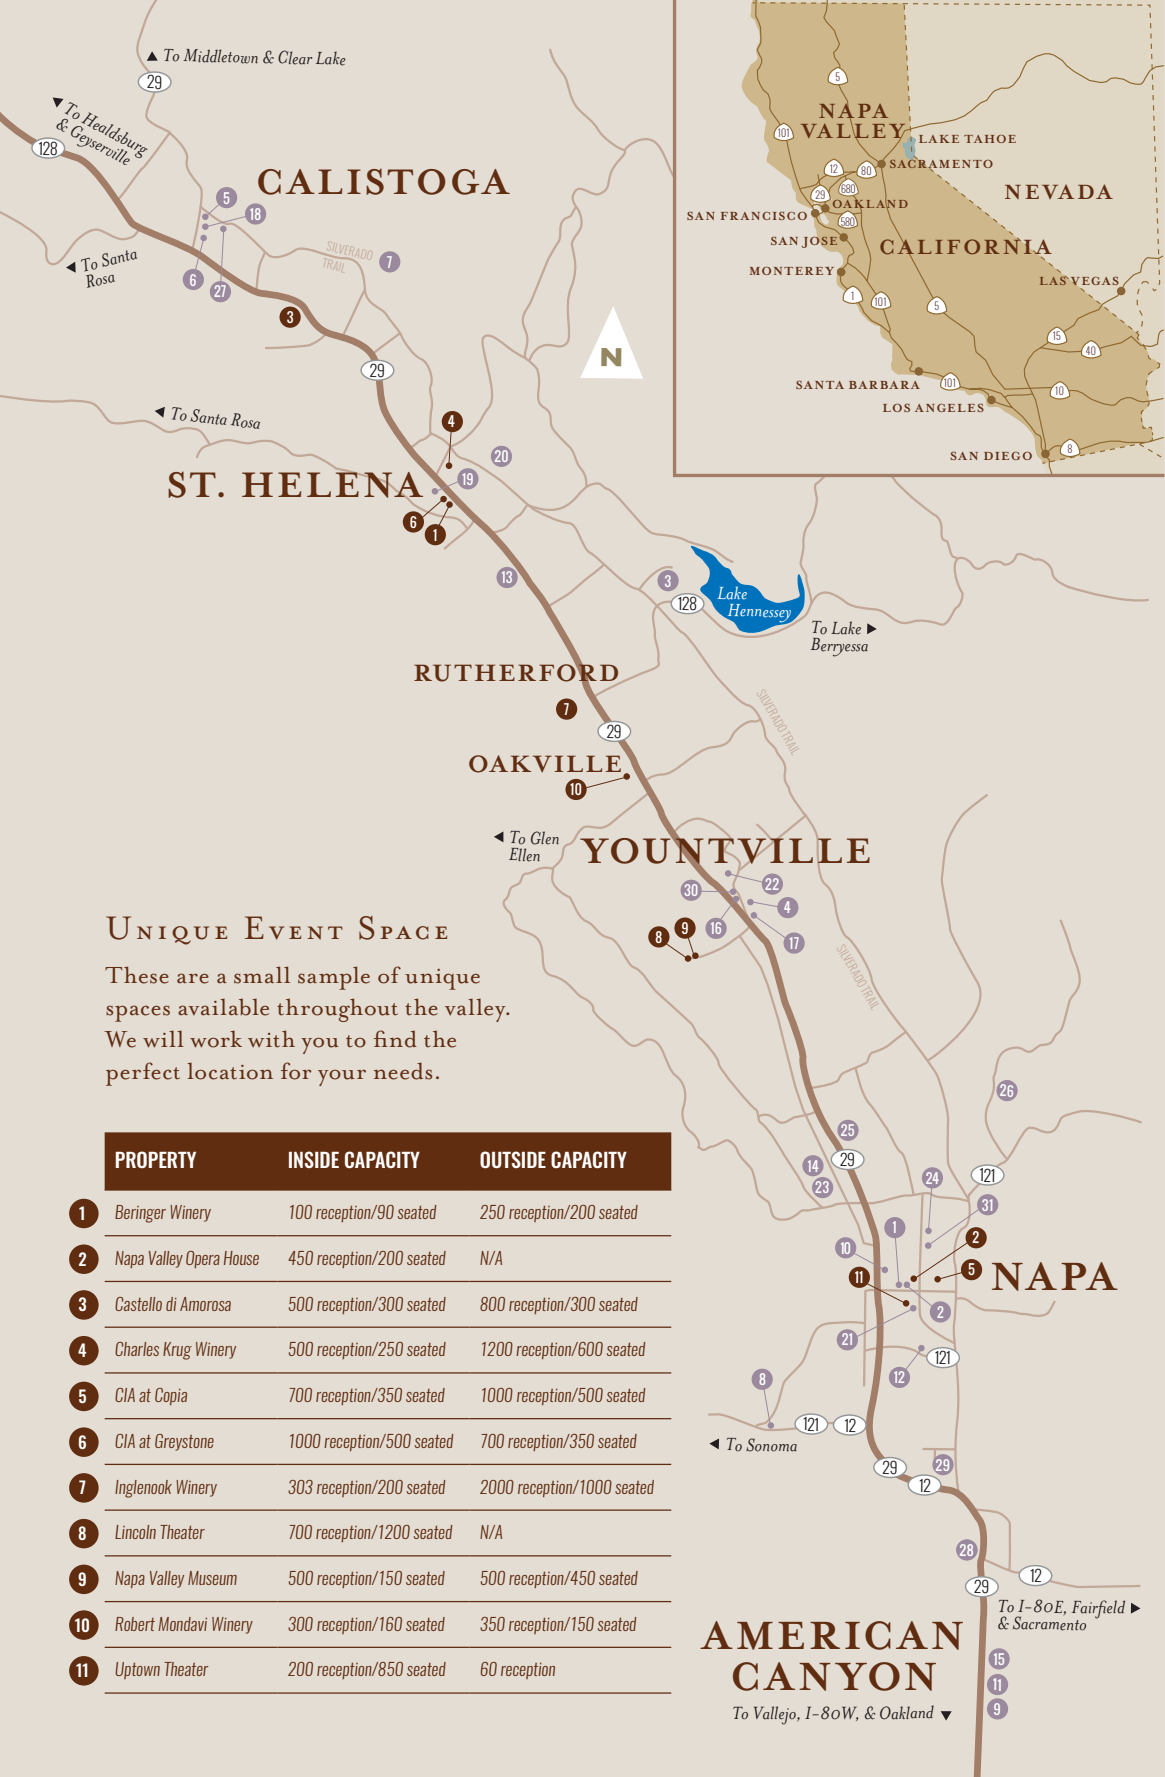 To Middletown & Clear Lake
29
To Healdsburg
& Geyserville
128
CALISTOGA
5
18
6
27
SILVERADO
TRAIL
7
To Santa
Rosa
3
29
N
To Santa Rosa
4
20
19
ST. HELENA
6
1
13
3
128
Lake
Hennessey
To Lake
Berryessa
RUTHERFORD
7
29
SILVERADO TRAIL
OAKVILLE
10
To Glen
Ellen
YOUNTVILLE
22
30
4
16
17
9
8
SILVERADO TRAIL
5
NAPA
VALLEY
101
LAKE TAHOE
SACRAMENTO
12
80
680
29
OAKLAND
NEVADA
SAN FRANCISCO
580
SAN JOSE
CALIFORNIA
MONTEREY
LAS VEGAS
1
101
5
15
40
SANTA BARBARA
101
10
LOS ANGELES
SAN DIEGO
8
UNIQUE EVENT SPACE
These are a small sample of unique
spaces available throughout the valley.
We will work with you to find the
perfect location for your needs.
PROPERTY INSIDE CAPACITY OUTSIDE CAPACITY
1 Beringer Winery 100 reception/90 seated 250 reception/200 seated
2 Napa Valley Opera House 450 reception/200 seated N/A
3 Castello di Amorosa 500 reception/300 seated 800 reception/300 seated
4 Charles Krug Winery 500 reception/250 seated 1200 reception/600 seated
5 CIA at Copia 700 reception/350 seated 1000 reception/500 seated
6 CIA at Greystone 1000 reception/500 seated 700 reception/350 seated
7 Inglenook Winery 303 reception/200 seated 2000 reception/1000 seated
8 Lincoln Theater 700 reception/1200 seated N/A
9 Napa Valley Museum 500 reception/150 seated 500 reception/450 seated
10 Robert Mondavi Winery 300 reception/160 seated 350 reception/150 seated
11 Uptown Theater 200 reception/850 seated 60 reception
26
25
29
14
23
24
121
31
1
2
10
11
5
NAPA
2
21
121
12
8
121
12
To Sonoma
29
29
12
28
12
29
To I-80E, Fairfield
& Sacramento
AMERICAN
CANYON
15
11
9
To Vallejo, I-80W, & Oakland